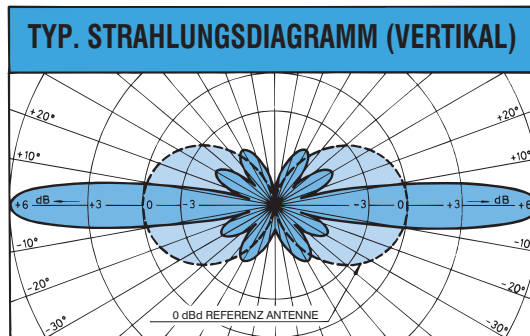 TYP. STRAHLUNGSDIAGRAMM (VERTIKAL)
+20° +20°
+10° +10°
dB dB
+6 +3 0 -3 -3 0 +3 +6
-10° -10°
-20° -20°
-30° -30°
0 dBd REFERENZ ANTENNE